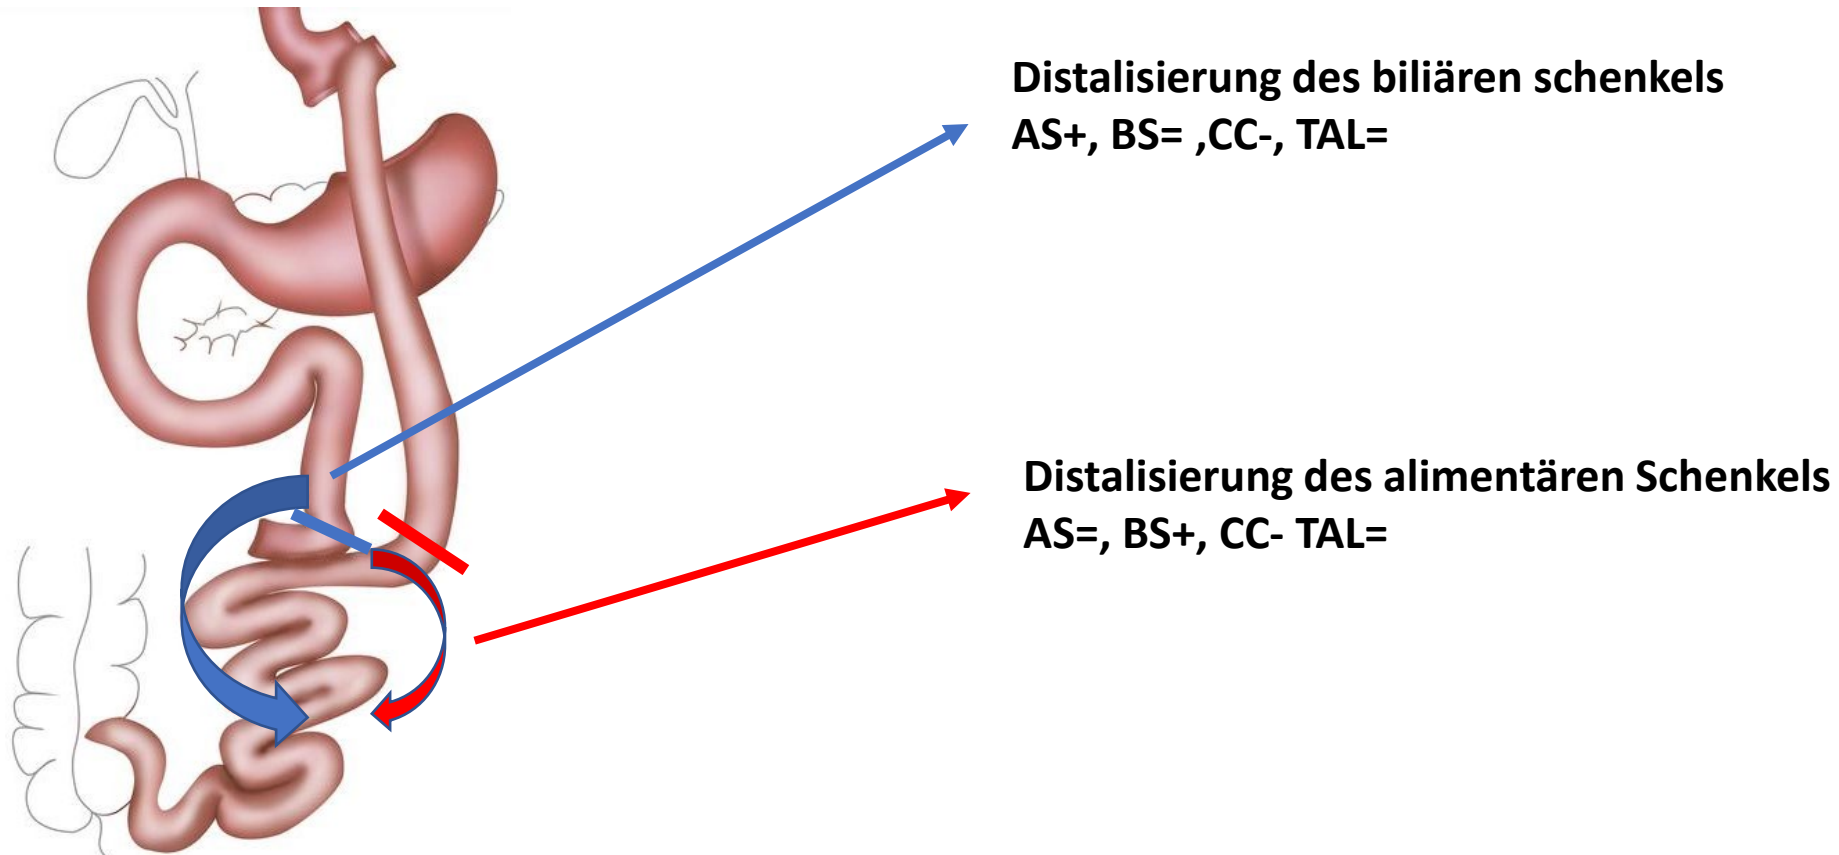 Distalisierung des biliären schenkels
AS+, BS= ,CC-, TAL=
Distalisierung des alimentären Schenkels
AS=, BS+, CC- TAL=